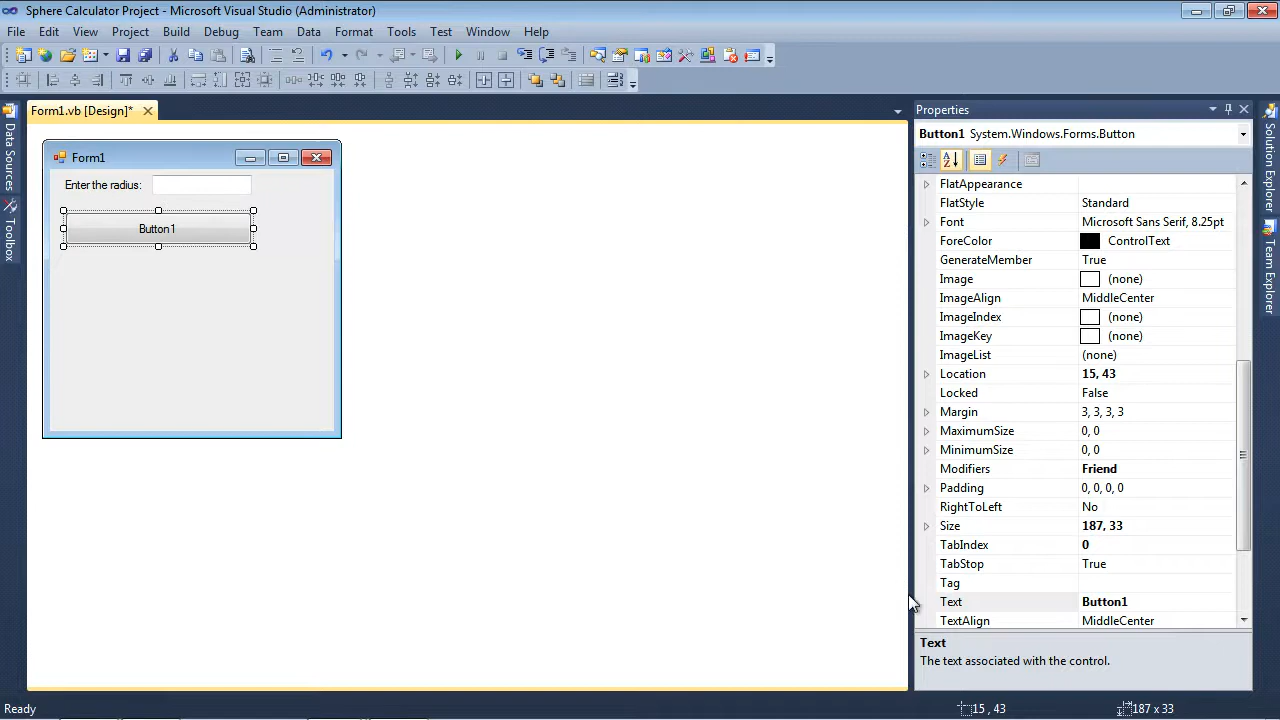 Sphere Calculator Project - Microsoft Visual Studio (Administrator)
File Edit View Project Build Debug Team Data Format Tools Test Window Help
Form1.vb [Design]*
Properties
Data Sources
Toolbox
Form1
Enter the radius:
Button1
Button1 System.Windows.Forms.Button
FlatAppearance
FlatStyle Standard
Font Microsoft Sans Serif, 8.25pt
ForeColor ControlText
GenerateMember True
Image (none)
ImageAlign MiddleCenter
ImageIndex (none)
ImageKey (none)
ImageList (none)
Location 15, 43
Locked False
Margin 3, 3, 3, 3
MaximumSize 0, 0
MinimumSize 0, 0
Modifiers Friend
Padding 0, 0, 0, 0
RightToLeft No
Size 187, 33
TabIndex 0
TabStop True
Tag
Text Button1
TextAlign MiddleCenter
Text
The text associated with the control.
Solution Explorer
Team Explorer
Ready
15 , 43
187 x 33